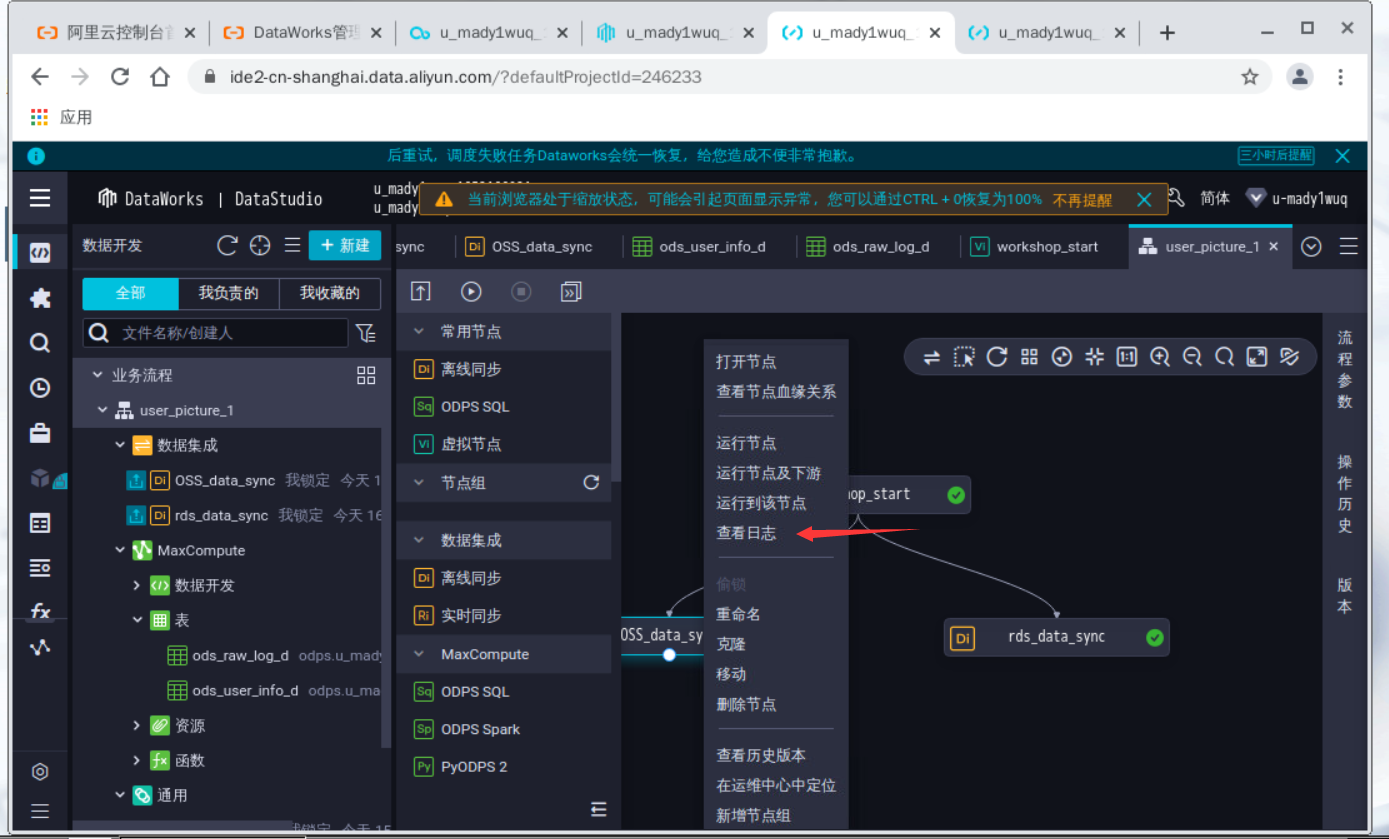 阿里云控制台首
DataWorks管理
u_mady1wuq_
u_mady1wuq_
u_mady1wuq_
u_mady1wuq_
ide2-cn-shanghai.data.aliyun.com/?defaultProjectId=246233
应用
后重试，调度失败任务Dataworks会统一恢复，给您造成不便非常抱歉。
三小时后提醒
DataWorks | DataStudio
u_mady
u_mady
当前浏览器处于缩放状态，可能会引起页面显示异常，您可以通过CTRL + 0恢复为100%
不再提醒
简体
u-mady1wuq
数据开发
+ 新建
sync
Di OSS_data_sync
ods_user_info_d
ods_raw_log_d
VI workshop_start
user_picture_1
全部
我负责的
我收藏的
文件名称/创建人
业务流程
user_picture_1
数据集成
Di OSS_data_sync 我锁定 今天 1
Di rds_data_sync 我锁定 今天 16
MaxCompute
数据开发
表
ods_raw_log_d odps.u_mady
ods_user_info_d odps.u_ma
资源
fx 函数
通用
我锁定 今天 15
fx
常用节点
Di 离线同步
Sq ODPS SQL
VI 虚拟节点
节点组
数据集成
Di 离线同步
Ri 实时同步
MaxCompute
Sq ODPS SQL
Sp ODPS Spark
Py PyODPS 2
打开节点
查看节点血缘关系
运行节点
运行节点及下游
运行到该节点
查看日志
偷锁
重命名
克隆
移动
删除节点
查看历史版本
在运维中心中定位
新增节点组
1:1
hop_start
OSS_data_sy
Di rds_data_sync
流程参数
操作历史
版本